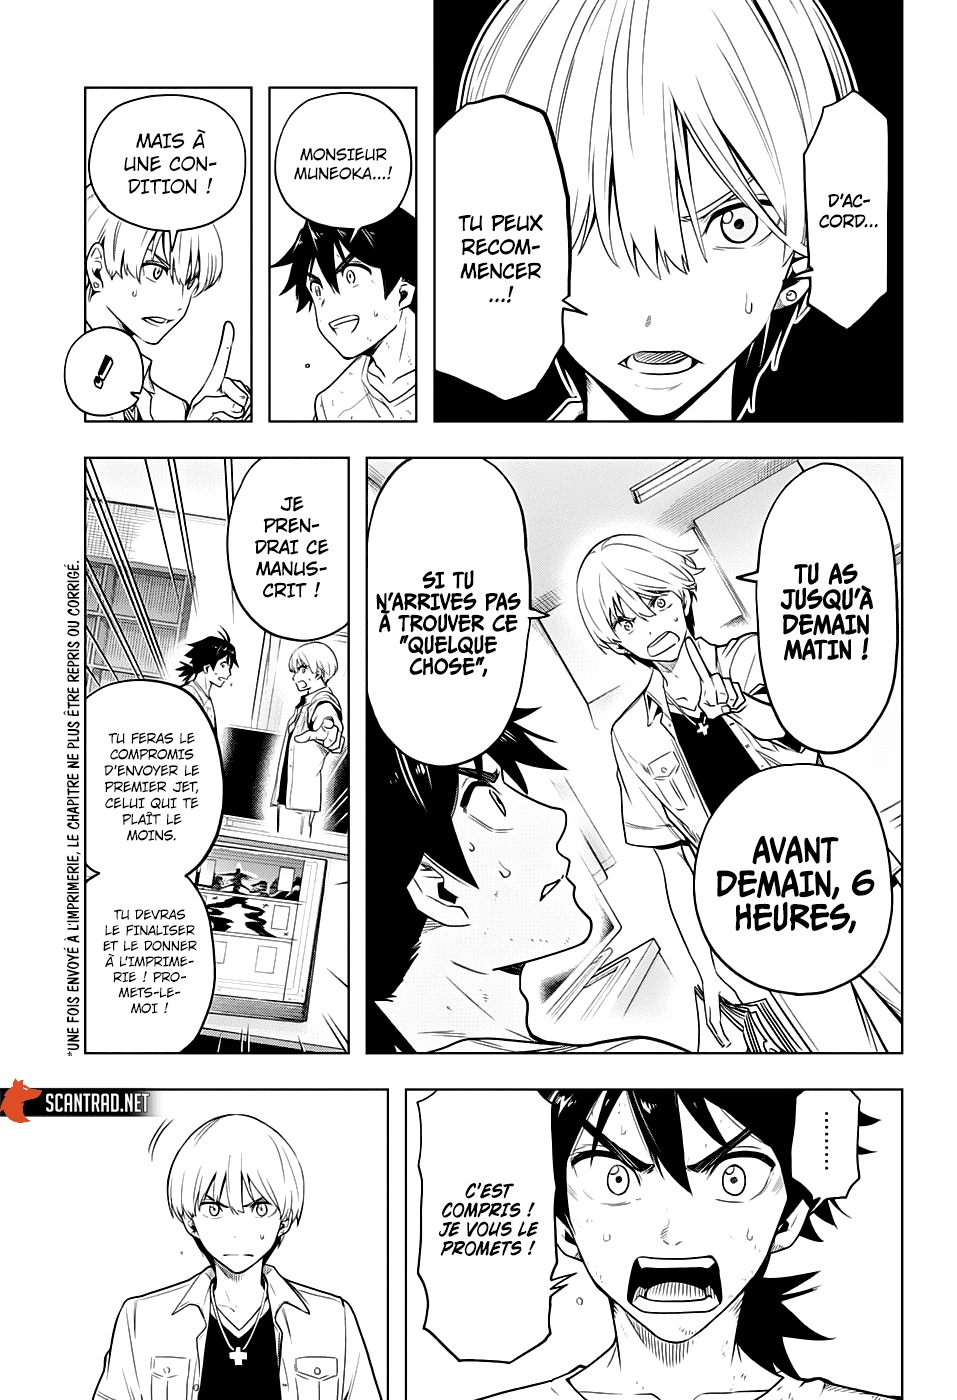 D'AC-
CORD...
TU PEUX
RECOM-
MENCER
...!
MONSIEUR
MUNEOKA...!
MAIS À
UNE CON-
DITION !
!
TU AS
JUSQU'À
DEMAIN
MATIN !
SI TU
N'ARRIVES PAS
À TROUVER CE
"QUELQUE
CHOSE",
AVANT
DEMAIN, 6
HEURES,
JE
PREN-
DRAI CE
MANUS-
CRIT !
TU FERAS LE
COMPROMIS
D'ENVOYER LE
PREMIER JET,
CELUI QUI TE
PLAÎT LE
MOINS.
TU DEVRAS
LE FINALISER
ET LE DONNER
À L'IMPRIME-
RIE ! PRO-
METS-LE-
MOI !
*UNE FOIS ENVOYÉ À L'IMPRIMERIE, LE CHAPITRE NE PLUS ÊTRE REPRIS OU CORRIGÉ.
SCANTRAD.NET
........
C'EST
COMPRIS !
JE VOUS LE
PROMETS !